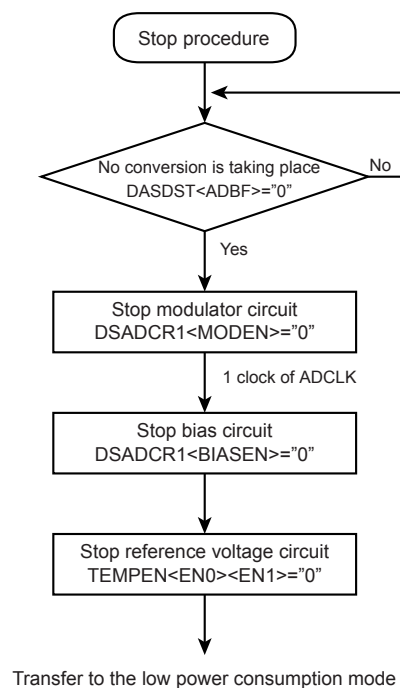 Stop procedure
No conversion is taking place
DASDST<ADBF>=”0”
No
Yes
Stop modulator circuit
DSADCR1<MODEN>=”0”
1 clock of ADCLK
Stop bias circuit
DSADCR1<BIASEN>=”0”
Stop reference voltage circuit
TEMPEN<EN0><EN1>=”0”
Transfer to the low power consumption mode